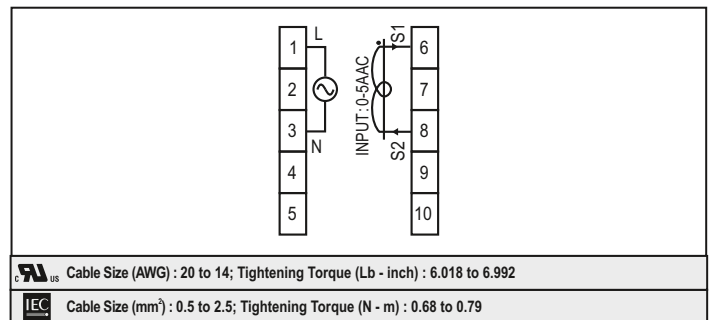 1
2
3
4
5
L
N
INPUT: 0-5AAC
S1
S2
6
7
8
9
10
c RU us Cable Size (AWG) : 20 to 14; Tightening Torque (Lb - inch) : 6.018 to 6.992
IEC Cable Size (mm²) : 0.5 to 2.5; Tightening Torque (N - m) : 0.68 to 0.79